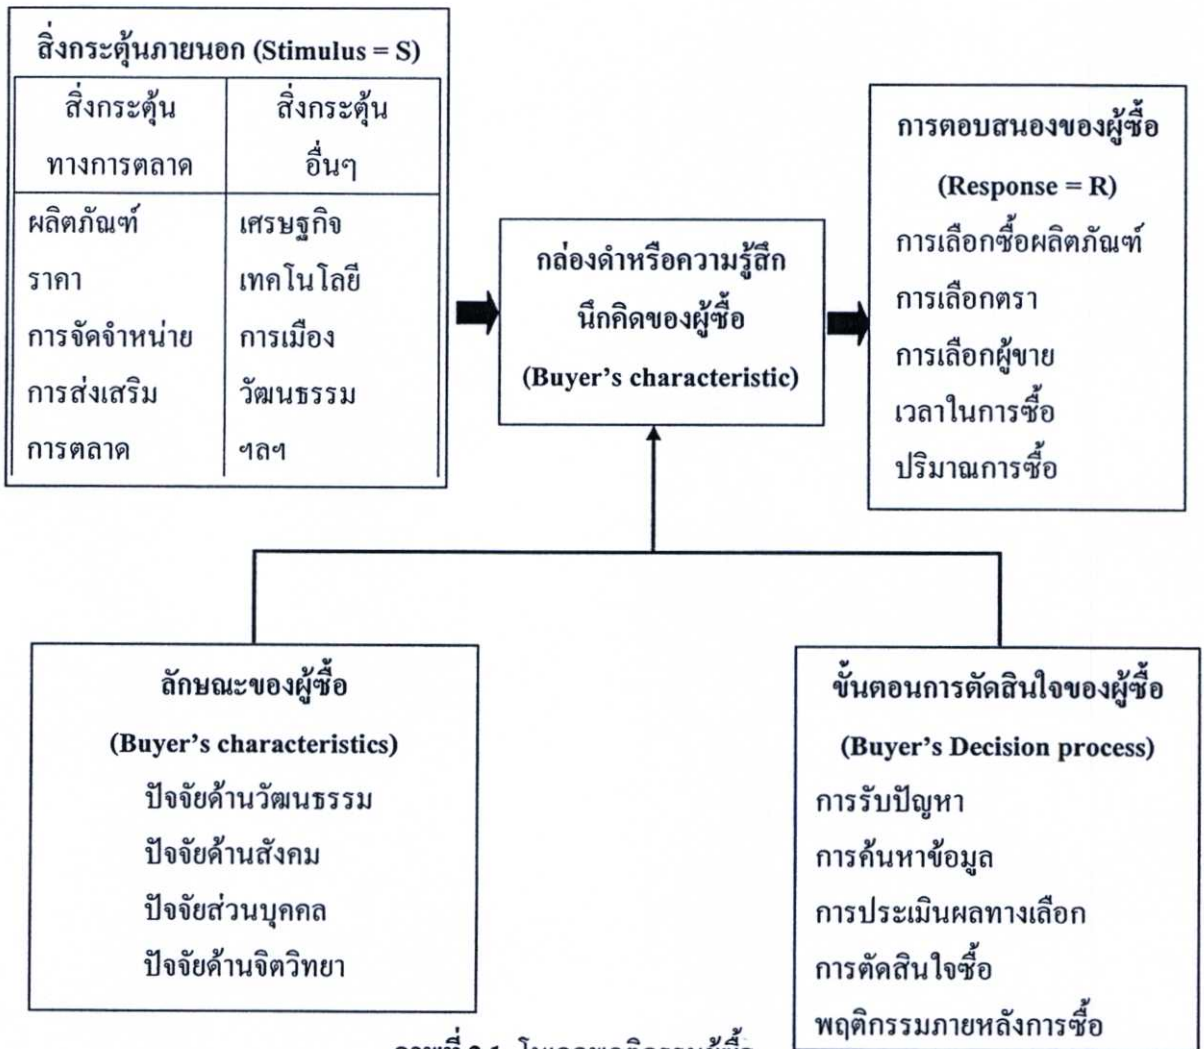 สิ่งกระตุ้นภายนอก (Stimulus = S)
สิ่งกระตุ้น
ทางการตลาด
สิ่งกระตุ้น
อื่นๆ
ผลิตภัณฑ์
ราคา
การจัดจำหน่าย
การส่งเสริม
การตลาด
เศรษฐกิจ
เทคโนโลยี
การเมือง
วัฒนธรรม
ฯลฯ
กล่องดำหรือความรู้สึก
นึกคิดของผู้ซื้อ
(Buyer’s characteristic)
การตอบสนองของผู้ซื้อ
(Response = R)
การเลือกซื้อผลิตภัณฑ์
การเลือกตรา
การเลือกผู้ขาย
เวลาในการซื้อ
ปริมาณการซื้อ
ลักษณะของผู้ซื้อ
(Buyer’s characteristics)
ปัจจัยด้านวัฒนธรรม
ปัจจัยด้านสังคม
ปัจจัยส่วนบุคคล
ปัจจัยด้านจิตวิทยา
ขั้นตอนการตัดสินใจของผู้ซื้อ
(Buyer’s Decision process)
การรับปัญหา
การค้นหาข้อมูล
การประเมินผลทางเลือก
การตัดสินใจซื้อ
พฤติกรรมภายหลังการซื้อ